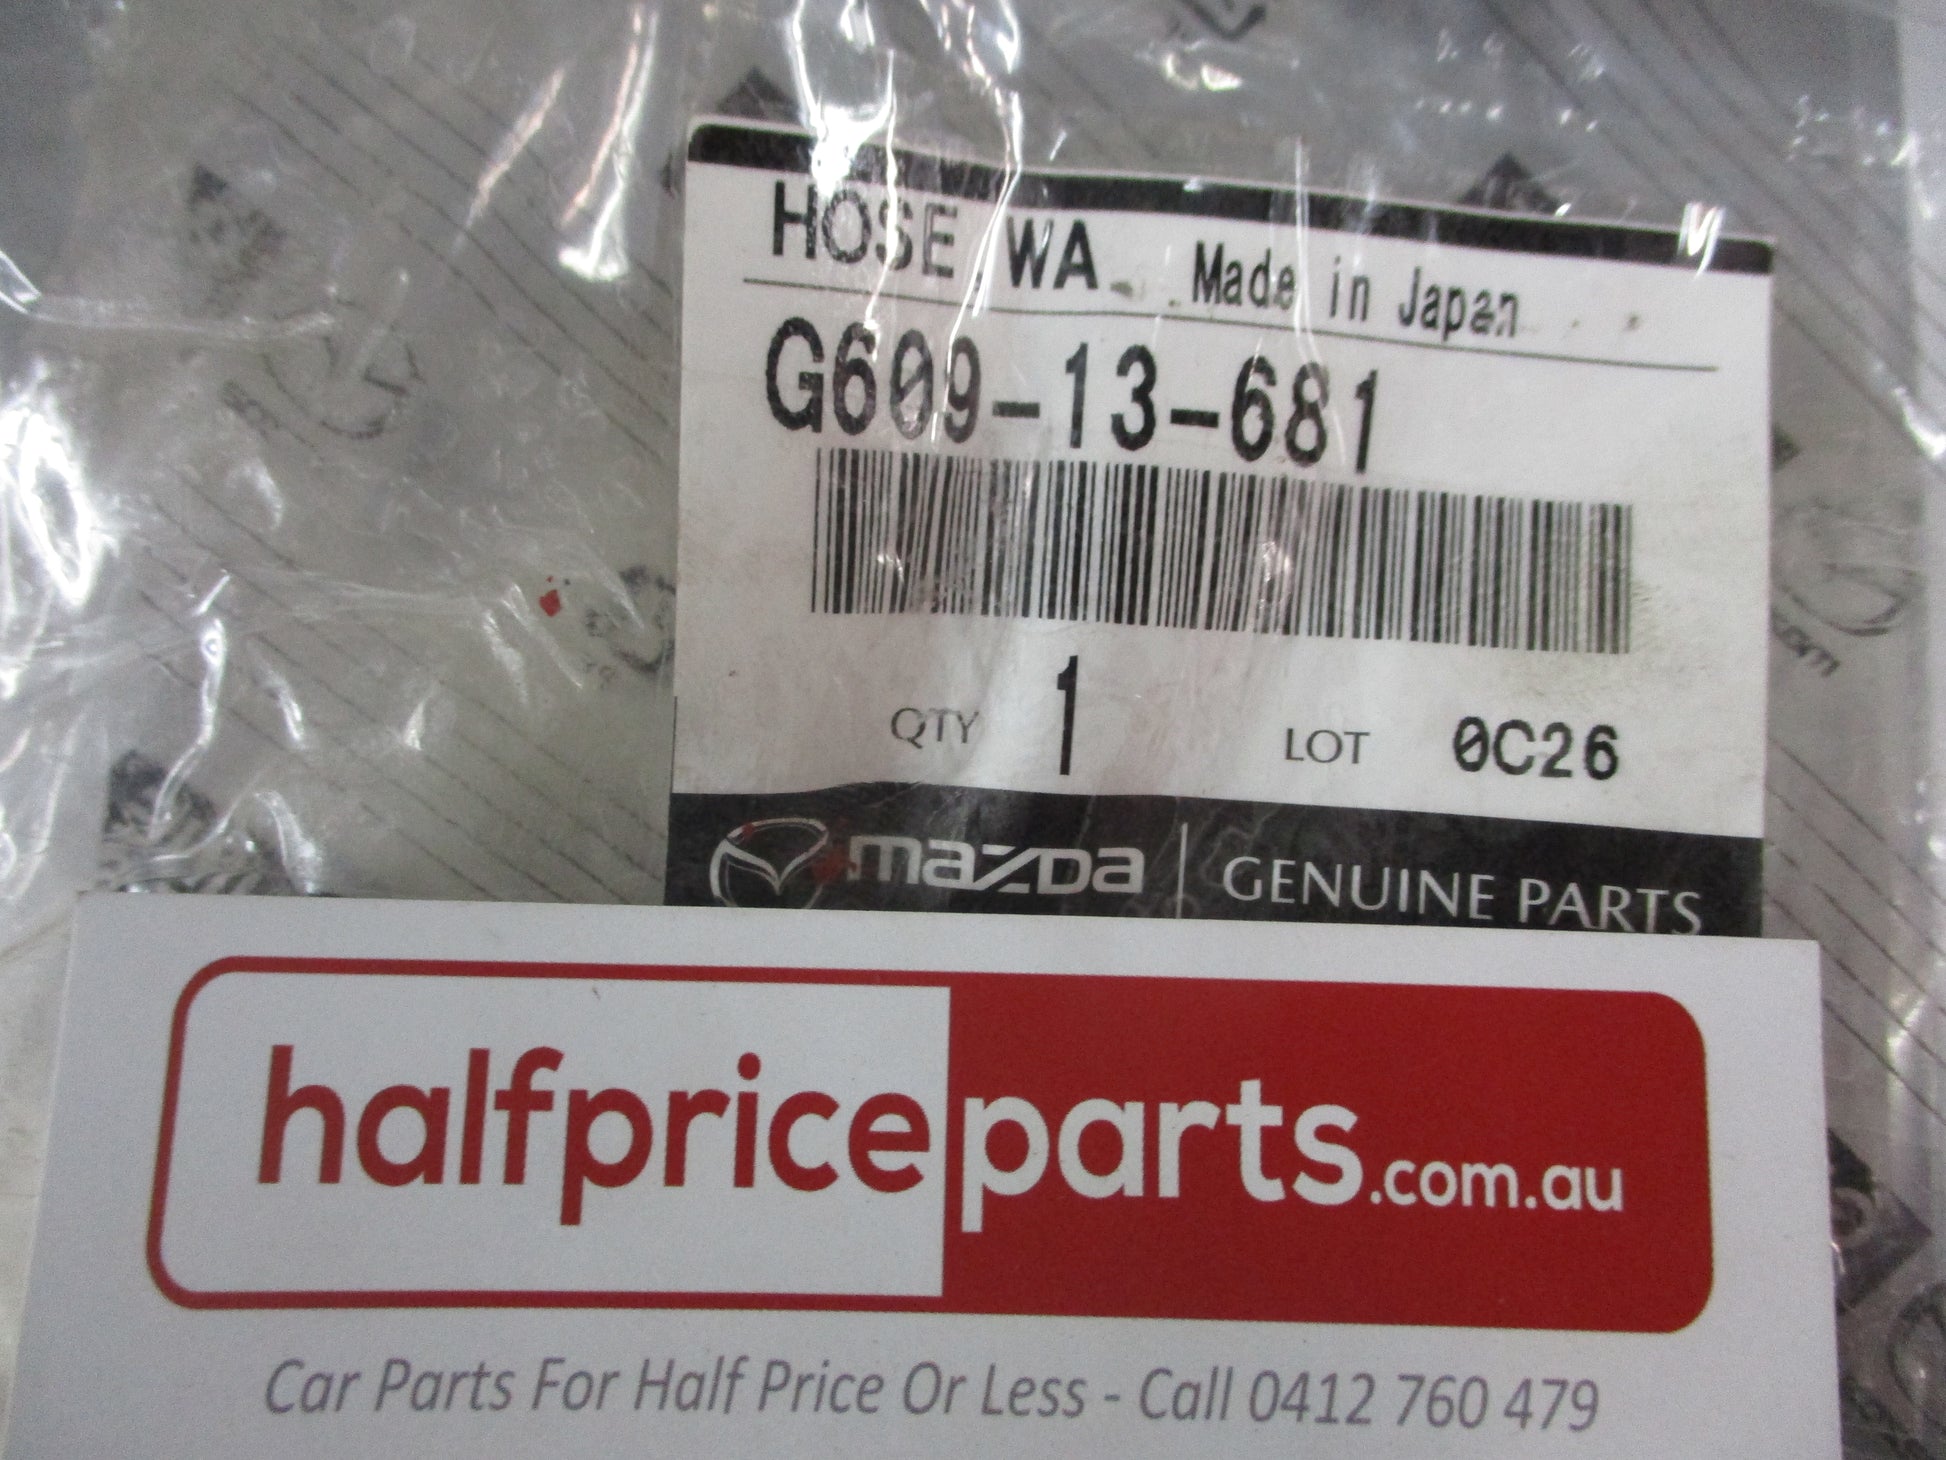 HOSE,WA Made in Japan
G609-13-681
QTY 1 LOT 0C26
mazda GENUINE PARTS
halfpriceparts.com.au
Car Parts For Half Price Or Less - Call 0412 760 479